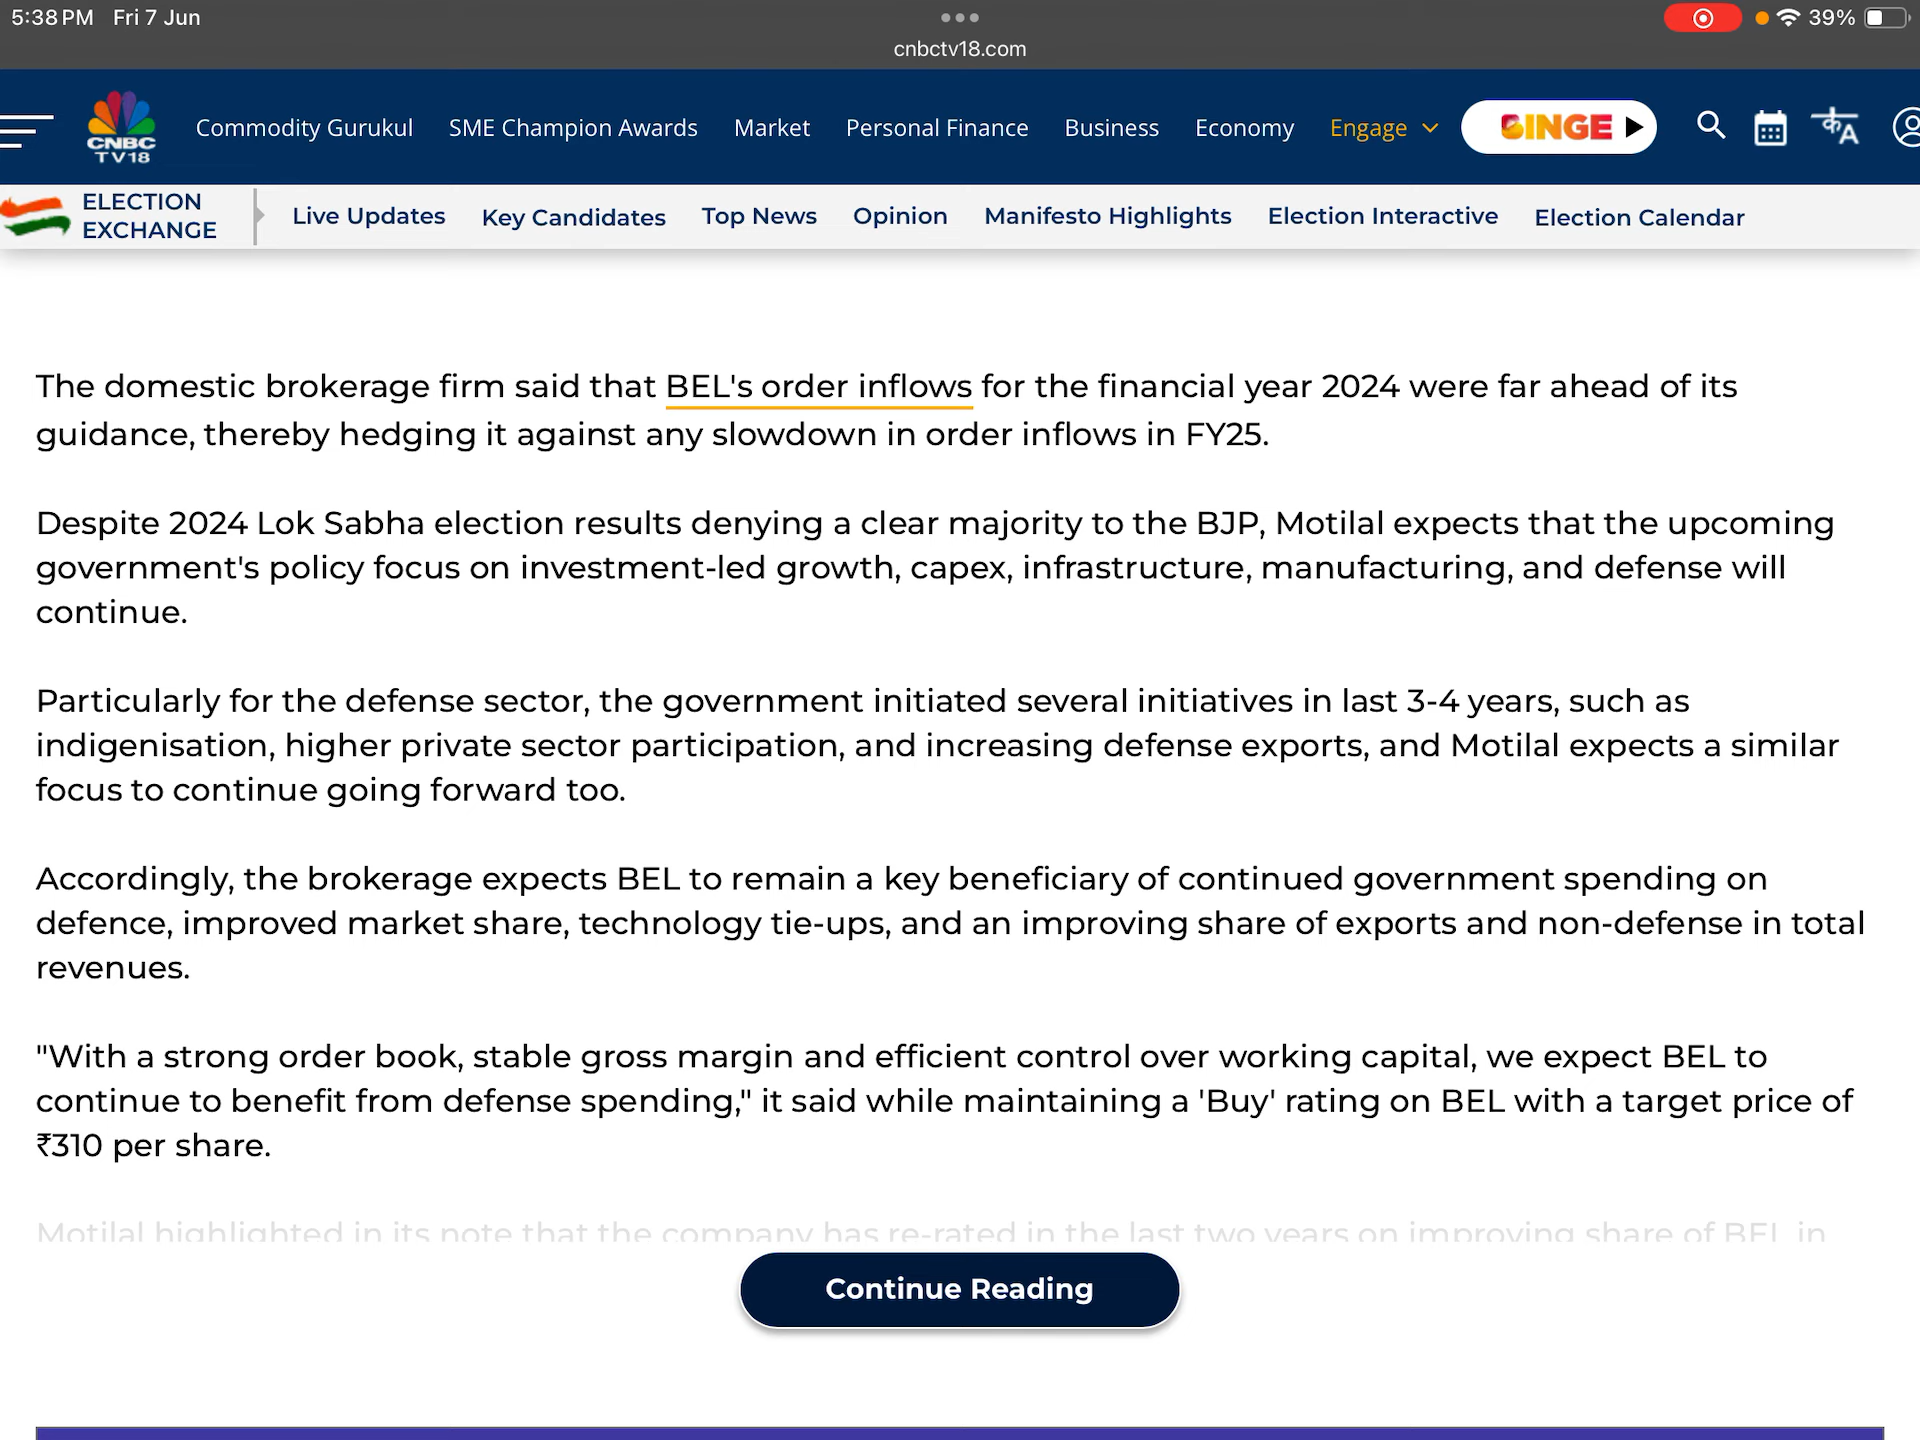 5:38 PM Fri 7 Jun
39%
cnbctv18.com
CNBC
TV18
Commodity Gurukul SME Champion Awards Market Personal Finance Business Economy Engage BINGE
ELECTION
EXCHANGE
Live Updates Key Candidates Top News Opinion Manifesto Highlights Election Interactive Election Calendar
The domestic brokerage firm said that BEL's order inflows for the financial year 2024 were far ahead of its
guidance, thereby hedging it against any slowdown in order inflows in FY25.
Despite 2024 Lok Sabha election results denying a clear majority to the BJP, Motilal expects that the upcoming
government's policy focus on investment-led growth, capex, infrastructure, manufacturing, and defense will
continue.
Particularly for the defense sector, the government initiated several initiatives in last 3-4 years, such as
indigenisation, higher private sector participation, and increasing defense exports, and Motilal expects a similar
focus to continue going forward too.
Accordingly, the brokerage expects BEL to remain a key beneficiary of continued government spending on
defence, improved market share, technology tie-ups, and an improving share of exports and non-defense in total
revenues.
"With a strong order book, stable gross margin and efficient control over working capital, we expect BEL to
continue to benefit from defense spending," it said while maintaining a 'Buy' rating on BEL with a target price of
₹310 per share.
Motilal highlighted in its note that the company has re-rated in the last two years on improving share of BEL in
Continue Reading